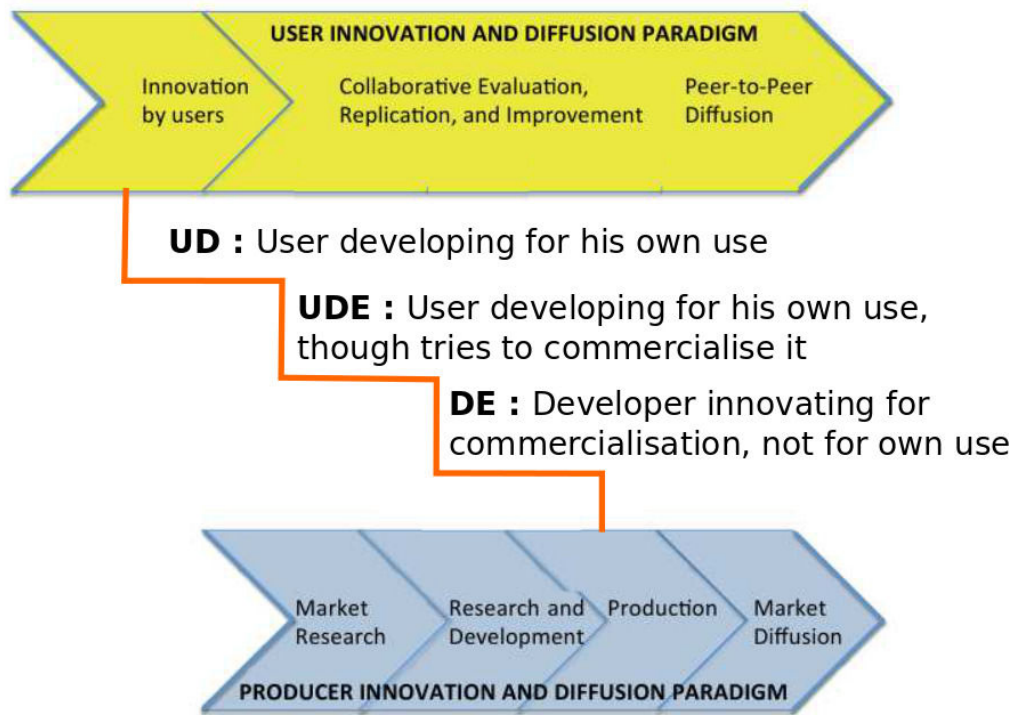 USER INNOVATION AND DIFFUSION PARADIGM
Innovation
by users
Collaborative Evaluation,
Replication, and Improvement
Peer-to-Peer
Diffusion
UD : User developing for his own use
UDE : User developing for his own use,
though tries to commercialise it
DE : Developer innovating for
commercialisation, not for own use
Market
Research
Research and
Development
Production
Market
Diffusion
PRODUCER INNOVATION AND DIFFUSION PARADIGM